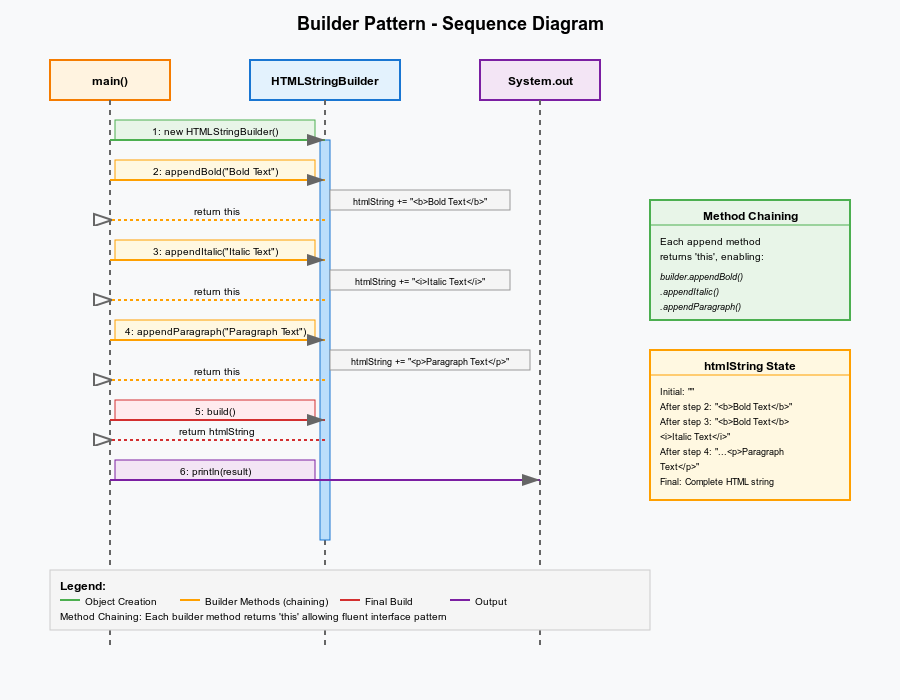 Builder Pattern - Sequence Diagram
main()
HTMLStringBuilder
System.out
1: new HTMLStringBuilder()
2: appendBold("Bold Text")
htmlString += "<b>Bold Text</b>"
return this
3: appendItalic("Italic Text")
htmlString += "<i>Italic Text</i>"
return this
4: appendParagraph("Paragraph Text")
htmlString += "<p>Paragraph Text</p>"
return this
5: build()
return htmlString
6: println(result)
Method Chaining
Each append method
returns 'this', enabling:
builder.appendBold()
.appendItalic()
.appendParagraph()
htmlString State
Initial: ""
After step 2: "<b>Bold Text</b>"
After step 3: "<b>Bold Text</b>
<i>Italic Text</i>"
After step 4: "...<p>Paragraph
Text</p>"
Final: Complete HTML string
Legend:
Object Creation
Builder Methods (chaining)
Final Build
Output
Method Chaining: Each builder method returns 'this' allowing fluent interface pattern